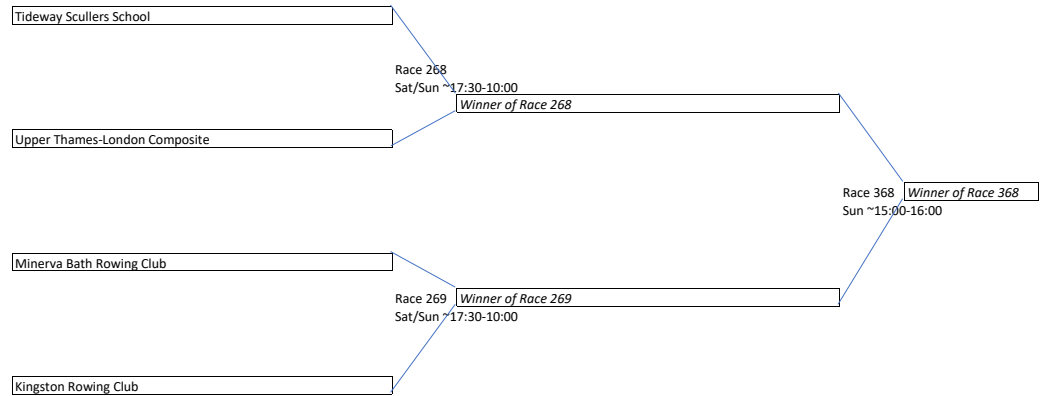 Tideway Scullers School
Race 268
Sat/Sun ~17:30-10:00
Winner of Race 268
Upper Thames-London Composite
Race 368
Winner of Race 368
Sun ~15:00-16:00
Minerva Bath Rowing Club
Race 269
Winner of Race 269
Sat/Sun ~17:30-10:00
Kingston Rowing Club